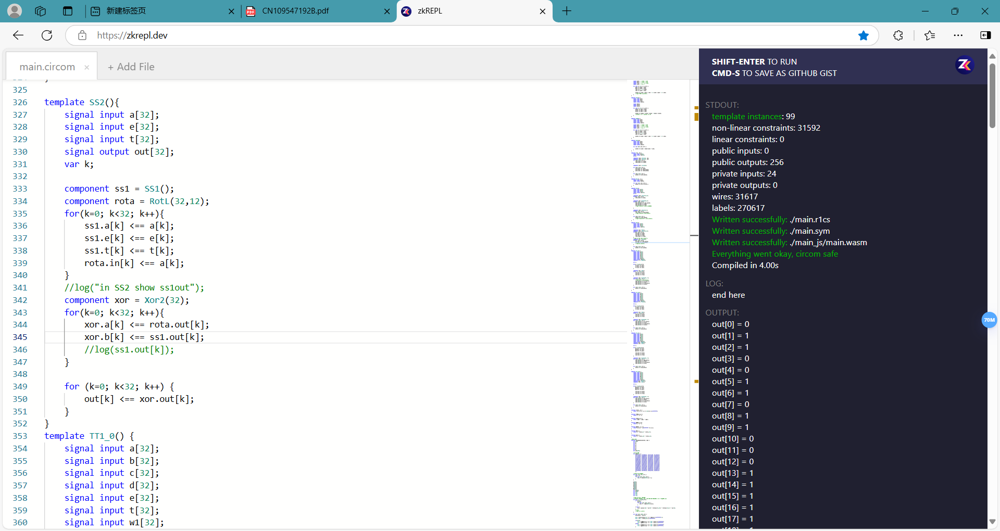 新建标签页
CN109547192B.pdf
zkREPL
https://zkrepl.dev
main.circom
+ Add File
325
326 template SS2(){
327 signal input a[32];
328 signal input e[32];
329 signal input t[32];
330 signal output out[32];
331 var k;
332
333 component ss1 = SS1();
334 component rota = RotL(32,12);
335 for(k=0; k<32; k++){
336 ss1.a[k] <== a[k];
337 ss1.e[k] <== e[k];
338 ss1.t[k] <== t[k];
339 rota.in[k] <== a[k];
340 }
341 //log("in SS2 show ss1out");
342 component xor = Xor2(32);
343 for(k=0; k<32; k++){
344 xor.a[k] <== rota.out[k];
345 xor.b[k] <== ss1.out[k];
346 //log(ss1.out[k]);
347 }
348
349 for (k=0; k<32; k++) {
350 out[k] <== xor.out[k];
351 }
352 }
353 template TT1_0() {
354 signal input a[32];
355 signal input b[32];
356 signal input c[32];
357 signal input d[32];
358 signal input e[32];
359 signal input t[32];
360 signal input w1[32];
SHIFT-ENTER TO RUN
CMD-S TO SAVE AS GITHUB GIST
STDOUT:
template instances: 99
non-linear constraints: 31592
linear constraints: 0
public inputs: 0
public outputs: 256
private inputs: 24
private outputs: 0
wires: 31617
labels: 270617
Written successfully: ./main.r1cs
Written successfully: ./main.sym
Written successfully: ./main_js/main.wasm
Everything went okay, circom safe
Compiled in 4.00s
LOG:
end here
OUTPUT:
out[0] = 0
out[1] = 1
out[2] = 1
out[3] = 0
out[4] = 0
out[5] = 1
out[6] = 1
out[7] = 0
out[8] = 1
out[9] = 1
out[10] = 0
out[11] = 0
out[12] = 0
out[13] = 1
out[14] = 1
out[15] = 1
out[16] = 1
out[17] = 1
70M